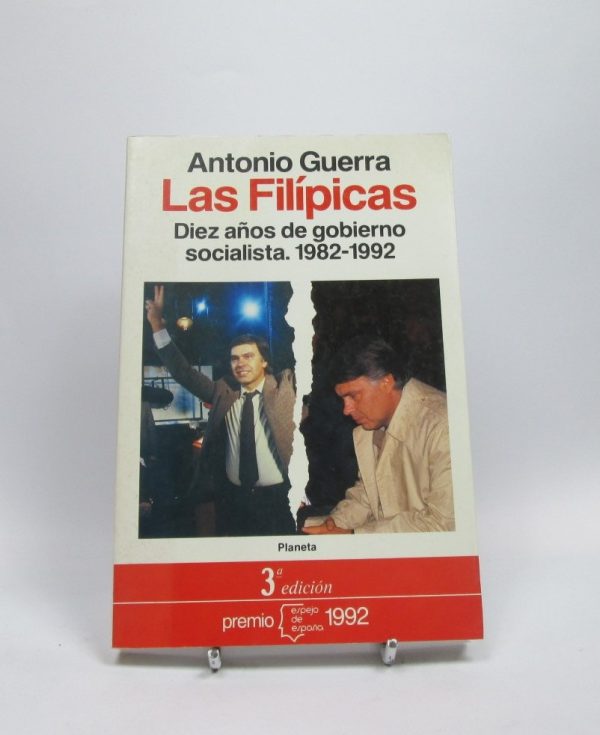 Antonio Guerra
Las Filípicas
Diez años de gobierno
socialista. 1982-1992
Planeta
3ª edición
premio espejo de españa 1992